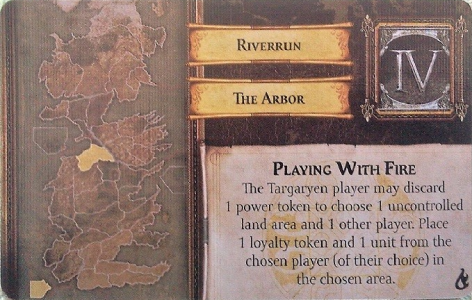 RIVERRUN
THE ARBOR
IV
PLAYING WITH FIRE
The Targaryen player may discard
1 power token to choose 1 uncontrolled
land area and 1 other player. Place
1 loyalty token and 1 unit from the
chosen player (of their choice) in
the chosen area.